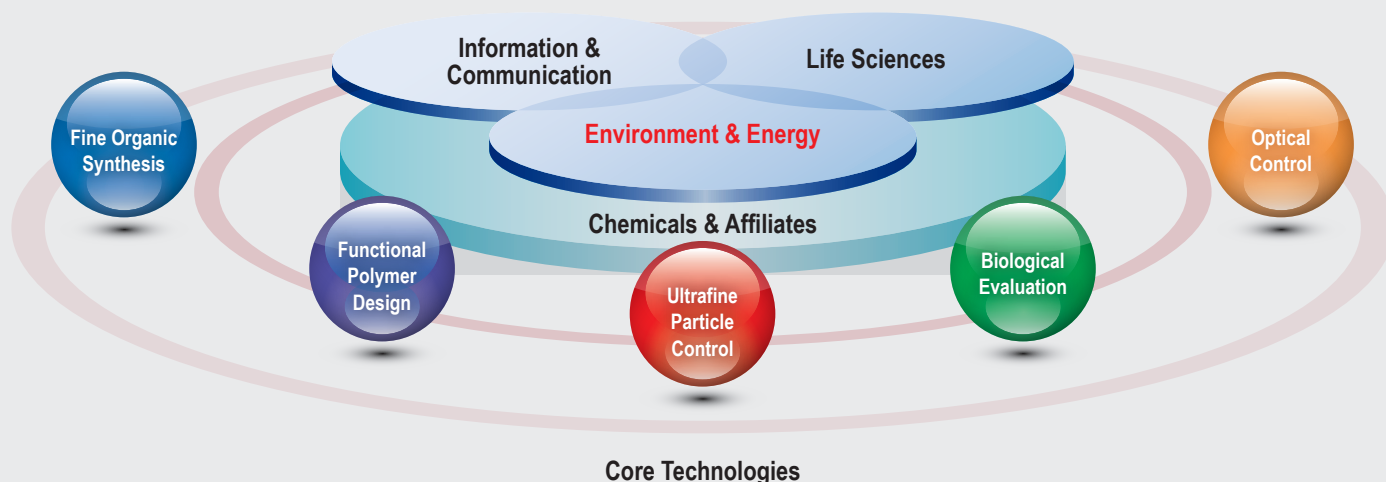 Information &
Communication
Life Sciences
Environment & Energy
Fine Organic
Synthesis
Optical
Control
Chemicals & Affiliates
Functional
Polymer
Design
Biological
Evaluation
Ultrafine
Particle
Control
Core Technologies